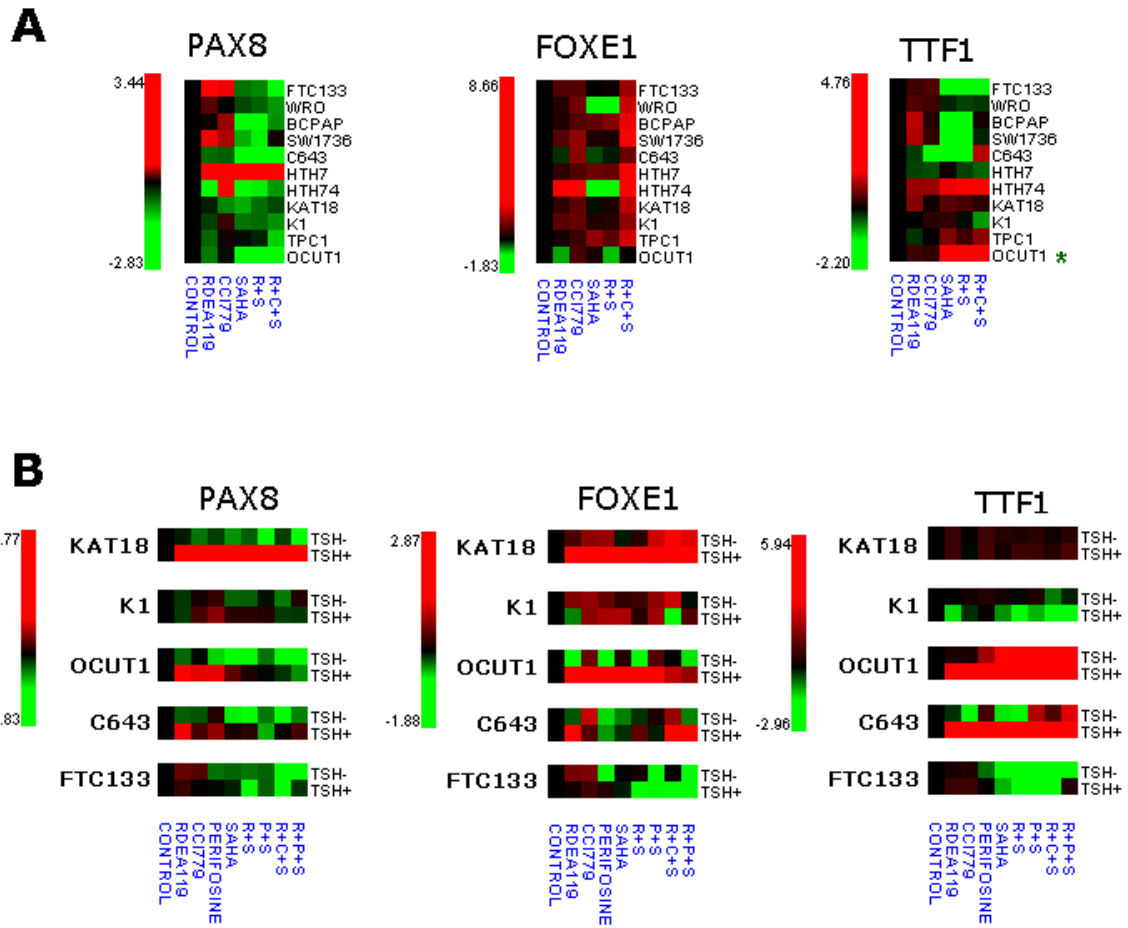 A
PAX8
FOXE1
TTF1
3.44
-2.83
FTC133
WRO
BCPAP
SW1736
C643
HTH7
HTH74
KAT18
K1
TPC1
OCUT1
CONTROL
RDEA119
CCI779
SAHA
R+S
R+C+S
8.66
-1.83
FTC133
WRO
BCPAP
SW1736
C643
HTH7
HTH74
KAT18
K1
TPC1
OCUT1
CONTROL
RDEA119
CCI779
SAHA
R+S
R+C+S
4.76
-2.20
FTC133
WRO
BCPAP
SW1736
C643
HTH7
HTH74
KAT18
K1
TPC1
OCUT1 *
CONTROL
RDEA119
CCI779
SAHA
R+S
R+C+S
B
PAX8
.77
.83
KAT18 TSH-
TSH+
K1 TSH-
TSH+
OCUT1 TSH-
TSH+
C643 TSH-
TSH+
FTC133 TSH-
TSH+
CONTROL
RDEA119
CCI779
PERIFOSINE
SAHA
R+S
P+S
R+C+S
R+P+S
FOXE1
2.87
-1.88
KAT18 TSH-
TSH+
K1 TSH-
TSH+
OCUT1 TSH-
TSH+
C643 TSH-
TSH+
FTC133 TSH-
TSH+
CONTROL
RDEA119
CCI779
PERIFOSINE
SAHA
R+S
P+S
R+C+S
R+P+S
TTF1
5.94
-2.96
KAT18 TSH-
TSH+
K1 TSH-
TSH+
OCUT1 TSH-
TSH+
C643 TSH-
TSH+
FTC133 TSH-
TSH+
CONTROL
RDEA119
CCI779
PERIFOSINE
SAHA
R+S
P+S
R+C+S
R+P+S